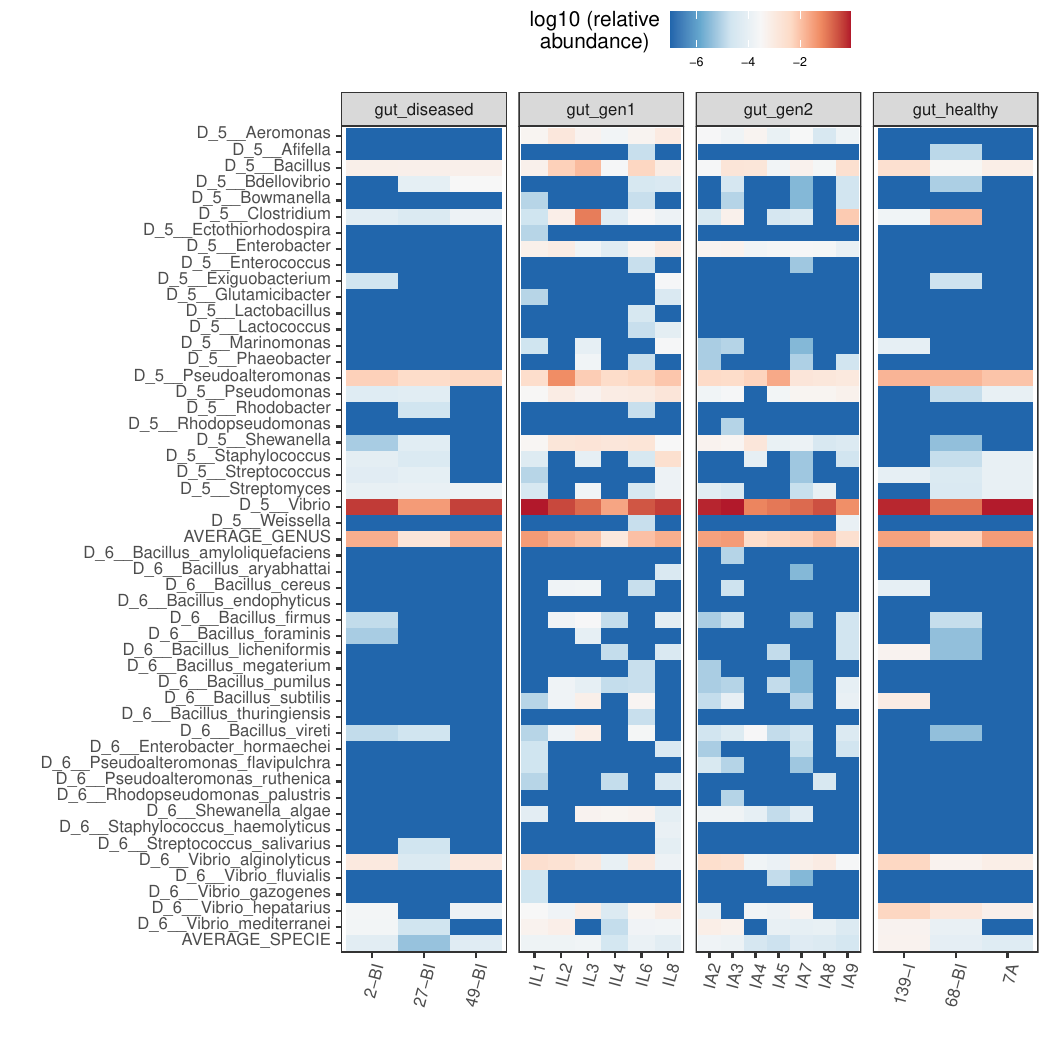 log10 (relative
abundance)
−6 −4 −2
gut_diseased gut_gen1 gut_gen2 gut_healthy
D_5__Aeromonas
D_5__Afifella
D_5__Bacillus
D_5__Bdellovibrio
D_5__Bowmanella
D_5__Clostridium
D_5__Ectothiorhodospira
D_5__Enterobacter
D_5__Enterococcus
D_5__Exiguobacterium
D_5__Glutamicibacter
D_5__Lactobacillus
D_5__Lactococcus
D_5__Marinomonas
D_5__Phaeobacter
D_5__Pseudoalteromonas
D_5__Pseudomonas
D_5__Rhodobacter
D_5__Rhodopseudomonas
D_5__Shewanella
D_5__Staphylococcus
D_5__Streptococcus
D_5__Streptomyces
D_5__Vibrio
D_5__Weissella
AVERAGE_GENUS
D_6__Bacillus_amyloliquefaciens
D_6__Bacillus_aryabhattai
D_6__Bacillus_cereus
D_6__Bacillus_endophyticus
D_6__Bacillus_firmus
D_6__Bacillus_foraminis
D_6__Bacillus_licheniformis
D_6__Bacillus_megaterium
D_6__Bacillus_pumilus
D_6__Bacillus_subtilis
D_6__Bacillus_thuringiensis
D_6__Bacillus_vireti
D_6__Enterobacter_hormaechei
D_6__Pseudoalteromonas_flavipulchra
D_6__Pseudoalteromonas_ruthenica
D_6__Rhodopseudomonas_palustris
D_6__Shewanella_algae
D_6__Staphylococcus_haemolyticus
D_6__Streptococcus_salivarius
D_6__Vibrio_alginolyticus
D_6__Vibrio_fluvialis
D_6__Vibrio_gazogenes
D_6__Vibrio_hepatarius
D_6__Vibrio_mediterranei
AVERAGE_SPECIE
2−BI 27−BI 49−BI IL1 IL2 IL3 IL4 IL6 IL8 IA2 IA3 IA4 IA5 IA7 IA8 IA9 139−I 68−BI 7A